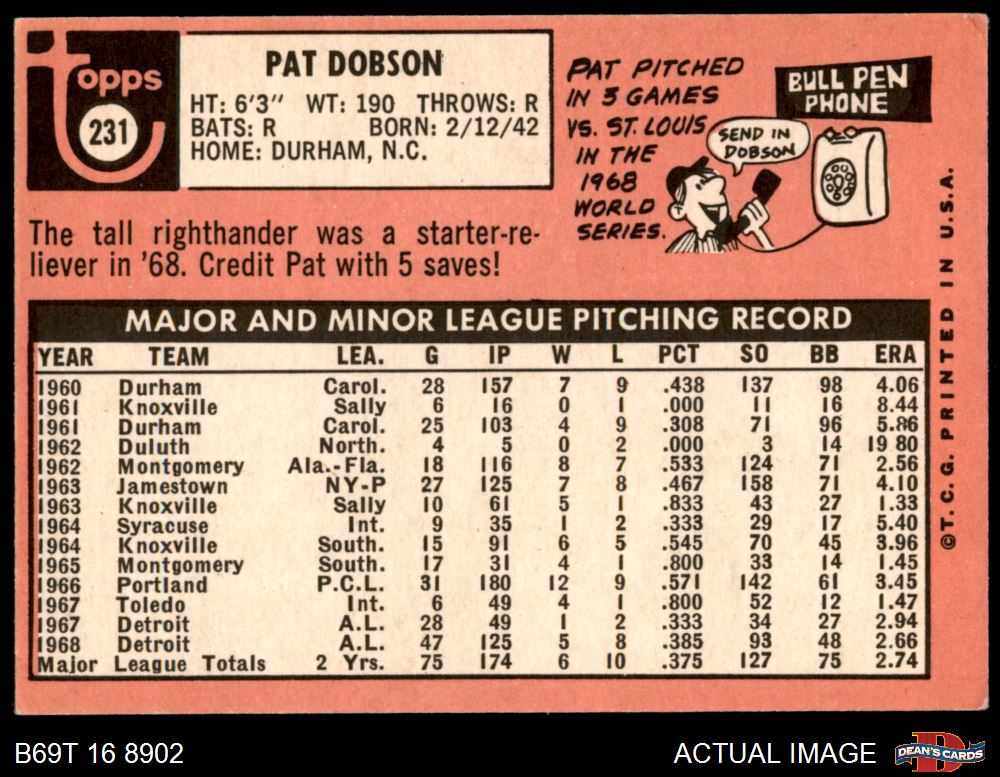 Topps
231
PAT DOBSON
HT: 6'3" WT: 190 THROWS: R
BATS: R BORN: 2/12/42
HOME: DURHAM, N.C.
PAT PITCHED
IN 3 GAMES
VS. ST. LOUIS
IN THE
1968
WORLD
SERIES.
BULL PEN
PHONE
SEND IN
DOBSON
The tall righthander was a starter-re-
liever in '68. Credit Pat with 5 saves!
MAJOR AND MINOR LEAGUE PITCHING RECORD
YEAR TEAM LEA. G IP W L PCT SO BB ERA
1960 Durham Carol. 28 157 7 9 .438 137 98 4.06
1961 Knoxville Sally 6 16 0 1 .000 11 16 8.44
1961 Durham Carol. 25 103 4 9 .308 71 96 5.86
1962 Duluth North. 4 5 0 2 .000 3 14 19.80
1962 Montgomery Ala.-Fla. 18 116 8 7 .533 124 71 2.56
1963 Jamestown NY-P 27 125 7 8 .467 158 71 4.10
1963 Knoxville Sally 10 61 5 1 .833 43 27 1.33
1964 Syracuse Int. 9 35 1 2 .333 29 17 5.40
1964 Knoxville South. 15 91 6 5 .545 70 45 3.96
1965 Montgomery South. 17 31 4 1 .800 33 14 1.45
1966 Portland P.C.L. 31 180 12 9 .571 142 61 3.45
1967 Toledo Int. 6 49 4 1 .800 52 12 1.47
1967 Detroit A.L. 28 49 1 2 .333 34 27 2.94
1968 Detroit A.L. 47 125 5 8 .385 93 48 2.66
Major League Totals 2 Yrs. 75 174 6 10 .375 127 75 2.74
©T. C. G. PRINTED IN U.S.A.
B69T 16 8902
ACTUAL IMAGE
D
DEAN'S CARDS